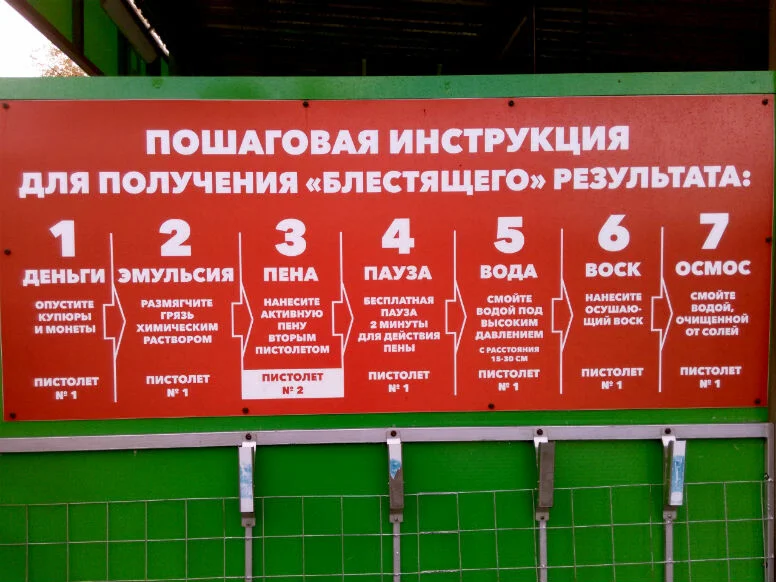 ПОШАГОВАЯ ИНСТРУКЦИЯ
ДЛЯ ПОЛУЧЕНИЯ «БЛЕСТЯЩЕГО» РЕЗУЛЬТАТА:
1
ДЕНЬГИ
ОПУСТИТЕ
КУПЮРЫ
И МОНЕТЫ
ПИСТОЛЕТ
№ 1
2
ЭМУЛЬСИЯ
РАЗМЯГЧИТЕ
ГРЯЗЬ
ХИМИЧЕСКИМ
РАСТВОРОМ
ПИСТОЛЕТ
№ 1
3
ПЕНА
НАНЕСИТЕ
АКТИВНУЮ
ПЕНУ
ВТОРЫМ
ПИСТОЛЕТОМ
ПИСТОЛЕТ
№ 2
4
ПАУЗА
БЕСПЛАТНАЯ
ПАУЗА
2 МИНУТЫ
ДЛЯ ДЕЙСТВИЯ
ПЕНЫ
ПИСТОЛЕТ
№ 1
5
ВОДА
СМОЙТЕ
ВОДОЙ ПОД
ВЫСОКИМ
ДАВЛЕНИЕМ
С РАССТОЯНИЯ
15-30 СМ
ПИСТОЛЕТ
№ 1
6
ВОСК
НАНЕСИТЕ
ОСУШАЮ-
ЩИЙ ВОСК
ПИСТОЛЕТ
№ 1
7
ОСМОС
СМОЙТЕ
ВОДОЙ,
ОЧИЩЕННОЙ
ОТ СОЛЕЙ
ПИСТОЛЕТ
№ 1